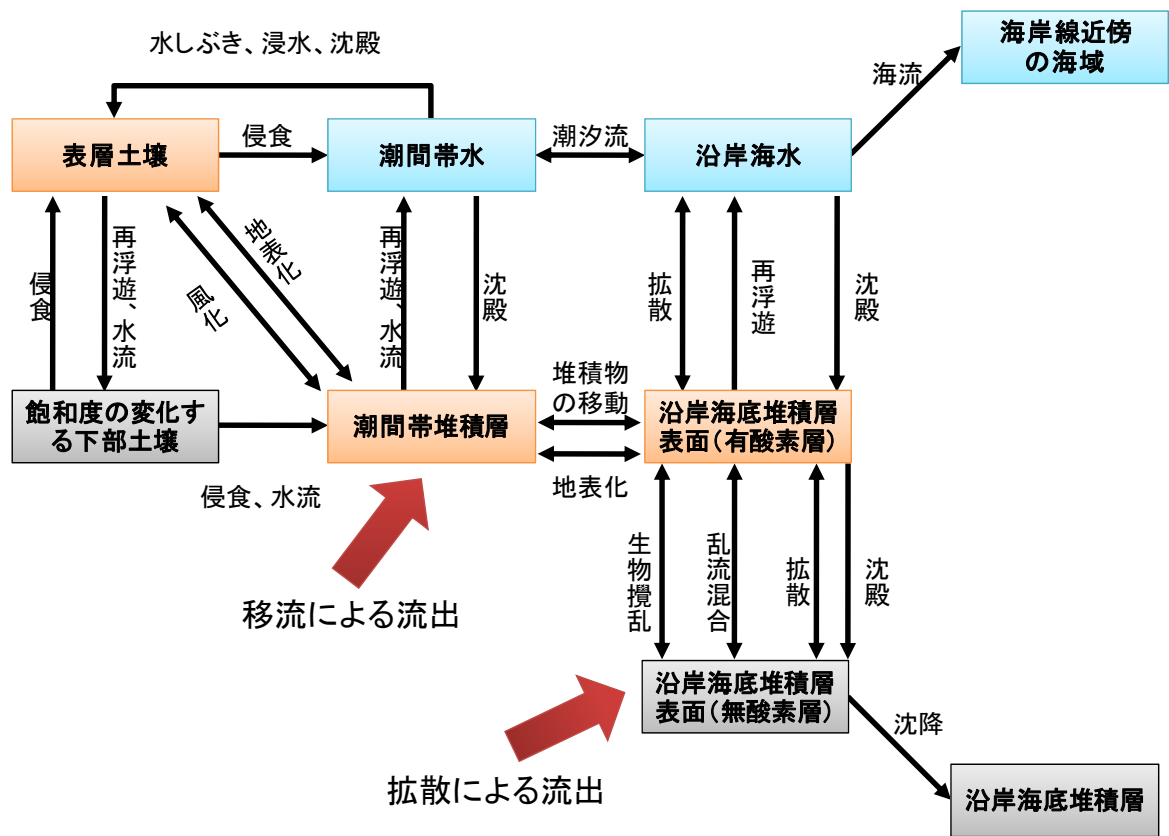 水しぶき、浸水、沈殿
海岸線近傍
の海域
海流
表層土壌
侵食
潮間帯水
潮汐流
沿岸海水
侵食
再浮遊、水流
地表化
風化
再浮遊、水流
沈殿
拡散
再浮遊
沈殿
飽和度の変化す
る下部土壌
潮間帯堆積層
堆積物
の移動
沿岸海底堆積層
表面(有酸素層)
地表化
侵食、水流
移流による流出
生物攪乱
乱流混合
拡散
沈殿
沿岸海底堆積層
表面(無酸素層)
拡散による流出
沈降
沿岸海底堆積層